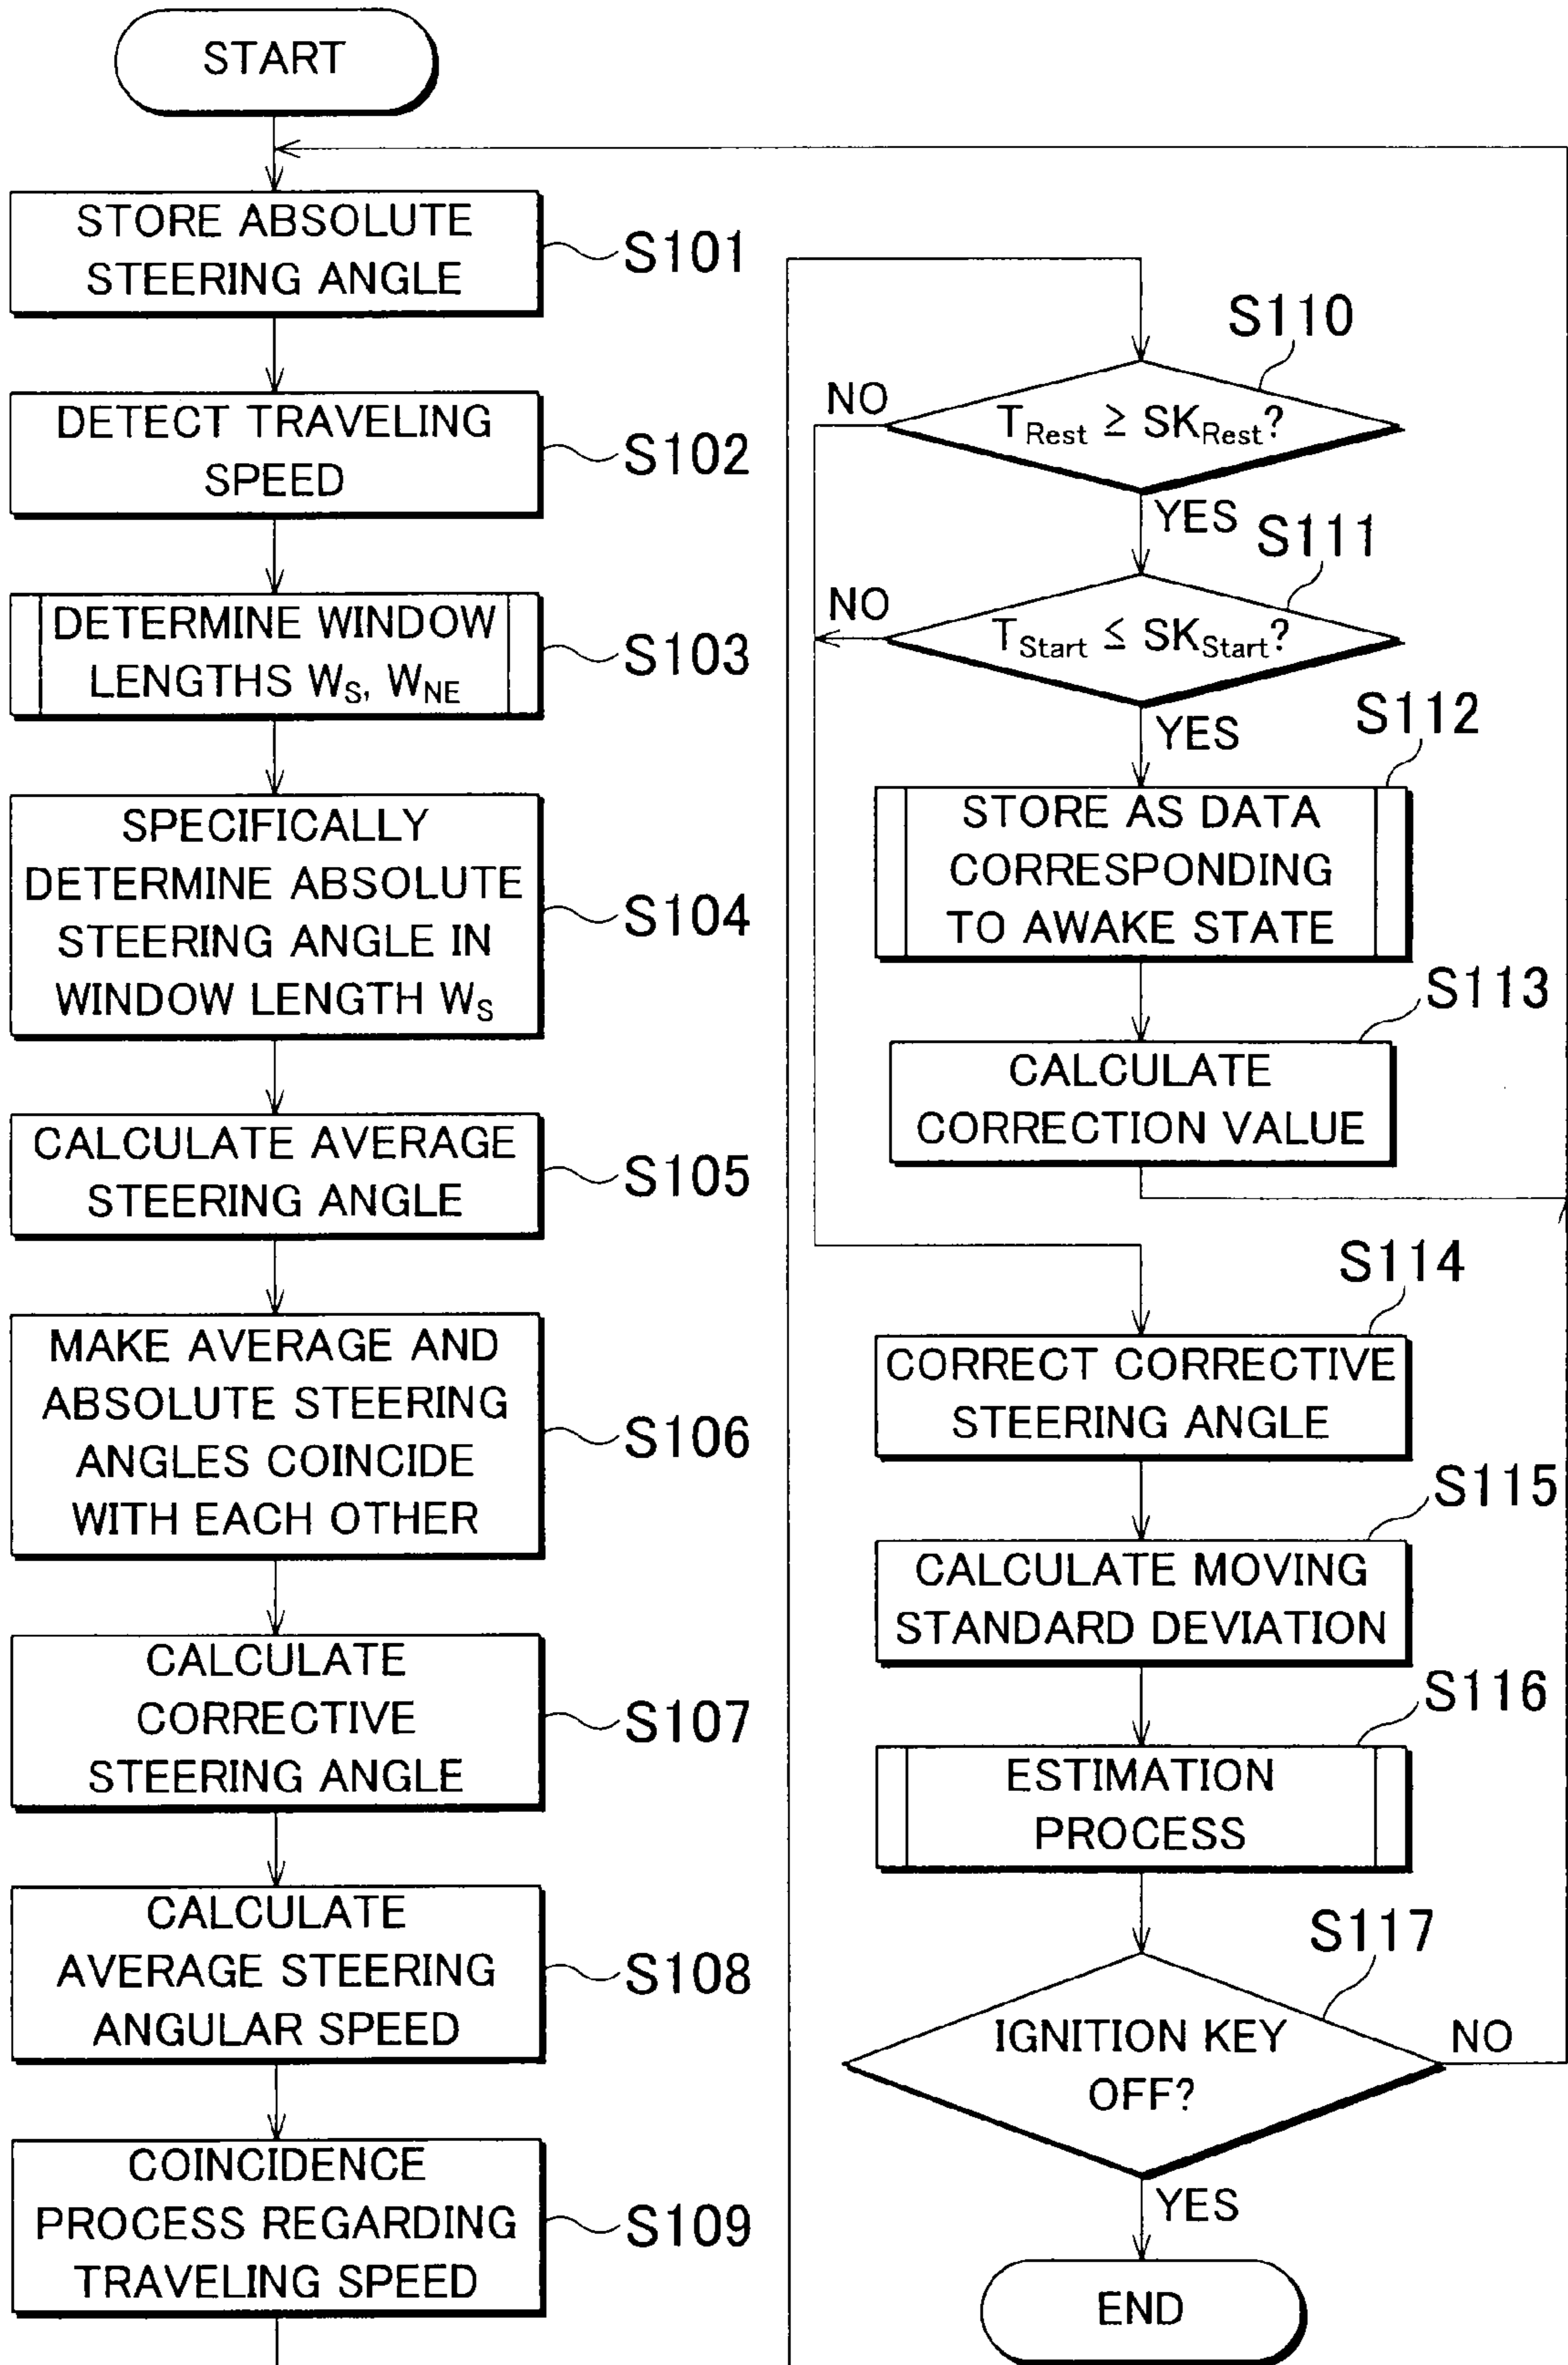 START
STORE ABSOLUTE
STEERING ANGLE
S101
DETECT TRAVELING
SPEED
S102
DETERMINE WINDOW
LENGTHS WS, WNE
S103
SPECIFICALLY
DETERMINE ABSOLUTE
STEERING ANGLE IN
WINDOW LENGTH WS
S104
CALCULATE AVERAGE
STEERING ANGLE
S105
MAKE AVERAGE AND
ABSOLUTE STEERING
ANGLES COINCIDE
WITH EACH OTHER
S106
CALCULATE
CORRECTIVE
STEERING ANGLE
S107
CALCULATE
AVERAGE STEERING
ANGULAR SPEED
S108
COINCIDENCE
PROCESS REGARDING
TRAVELING SPEED
S109
S110
NO
TRest ≥ SKRest?
YES
S111
NO
TStart ≤ SKStart?
YES
S112
STORE AS DATA
CORRESPONDING
TO AWAKE STATE
S113
CALCULATE
CORRECTION VALUE
S114
CORRECT CORRECTIVE
STEERING ANGLE
S115
CALCULATE MOVING
STANDARD DEVIATION
S116
ESTIMATION
PROCESS
S117
IGNITION KEY
OFF?
NO
YES
END